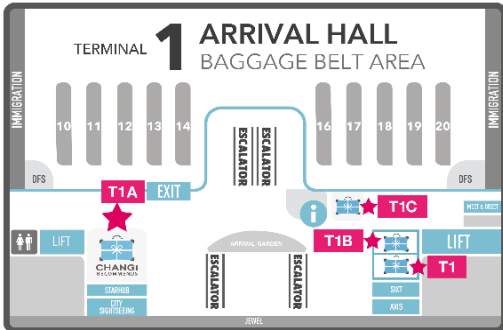 TERMINAL 1 ARRIVAL HALL
BAGGAGE BELT AREA
IMMIGRATION
IMMIGRATION
10 11 12 13 14
16 17 18 19 20
ESCALATOR
ESCALATOR
DFS
DFS
T1A
EXIT
i
T1C
MEET & GREET
LIFT
CHANGI
RECOMMENDS
ARRIVAL GARDEN
T1B
LIFT
T1
ESCALATOR
ESCALATOR
ESCALATOR
ESCALATOR
STARHUB
CITY
SIGHTSEEING
SIXT
AVIS
JEWEL